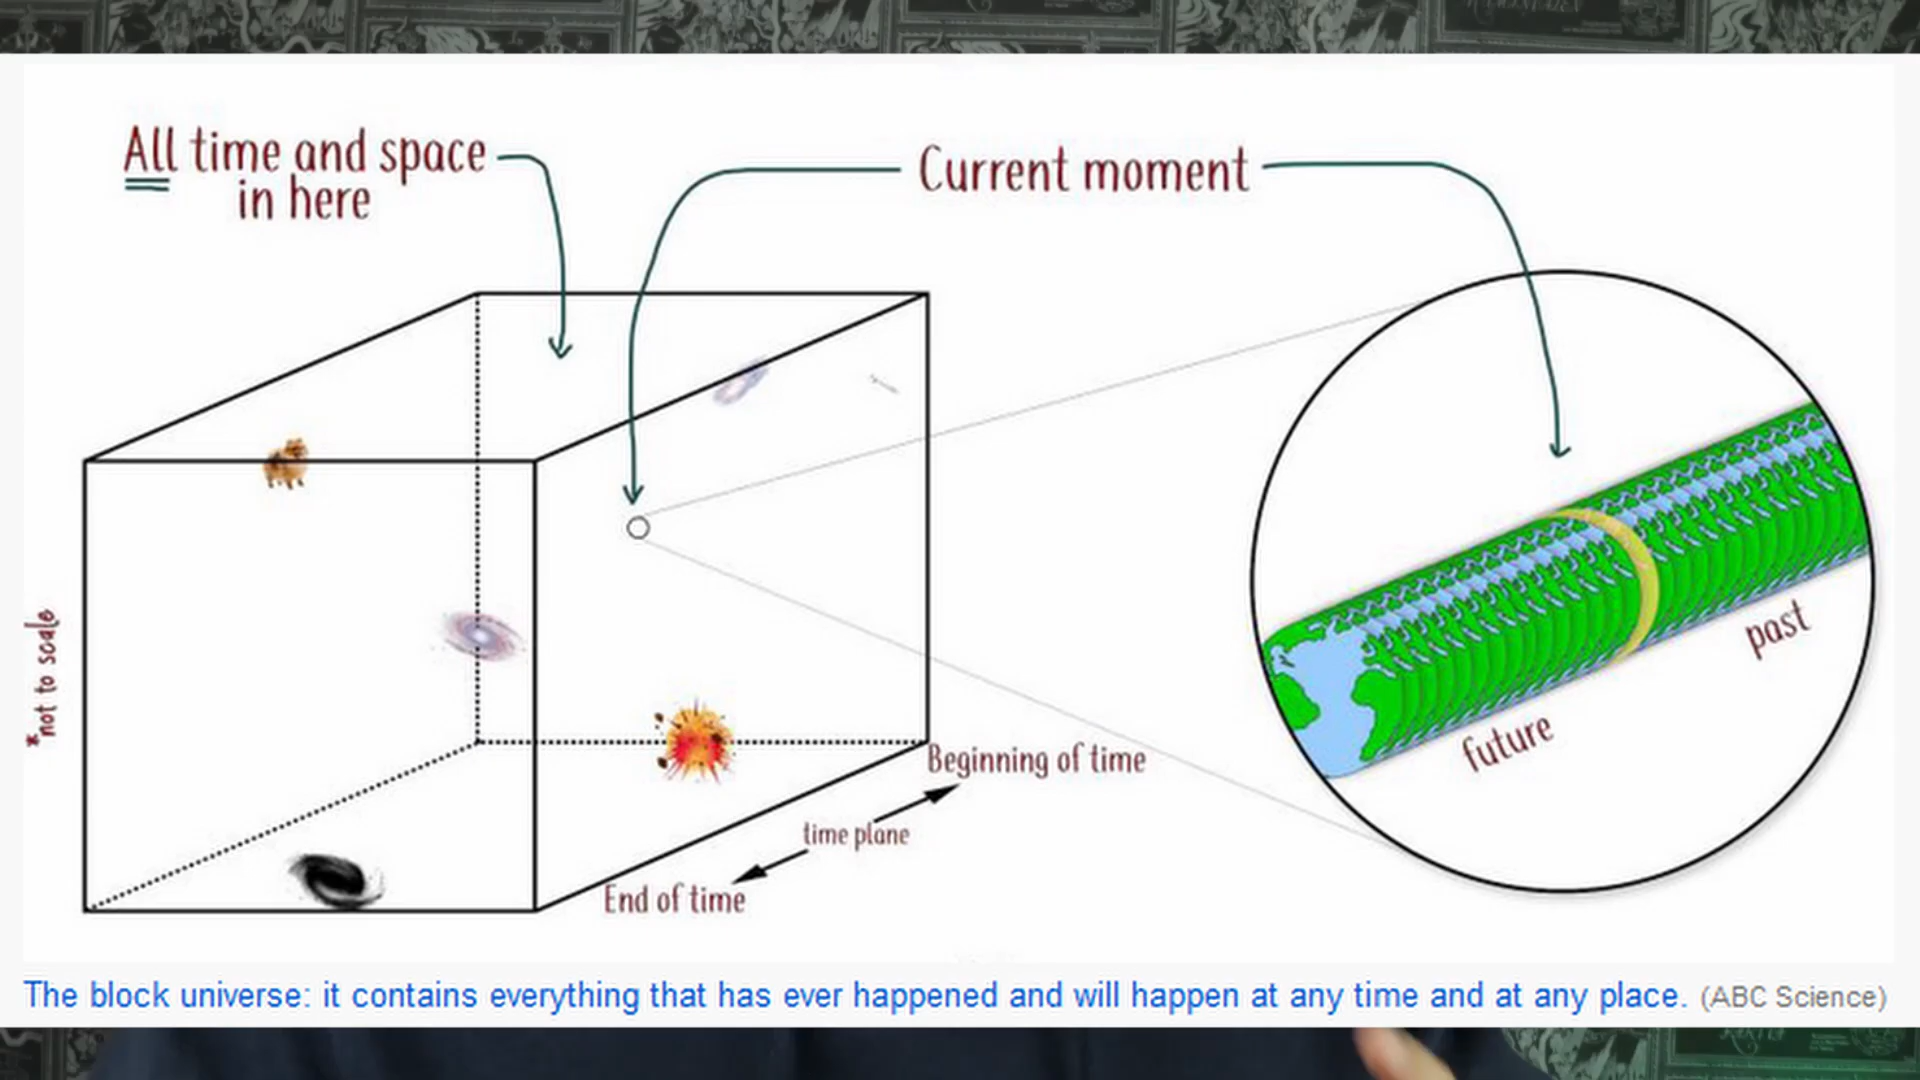 All time and space
in here
Current moment
*not to scale
Beginning of time
time plane
End of time
future
past
The block universe: it contains everything that has ever happened and will happen at any time and at any place. (ABC Science)